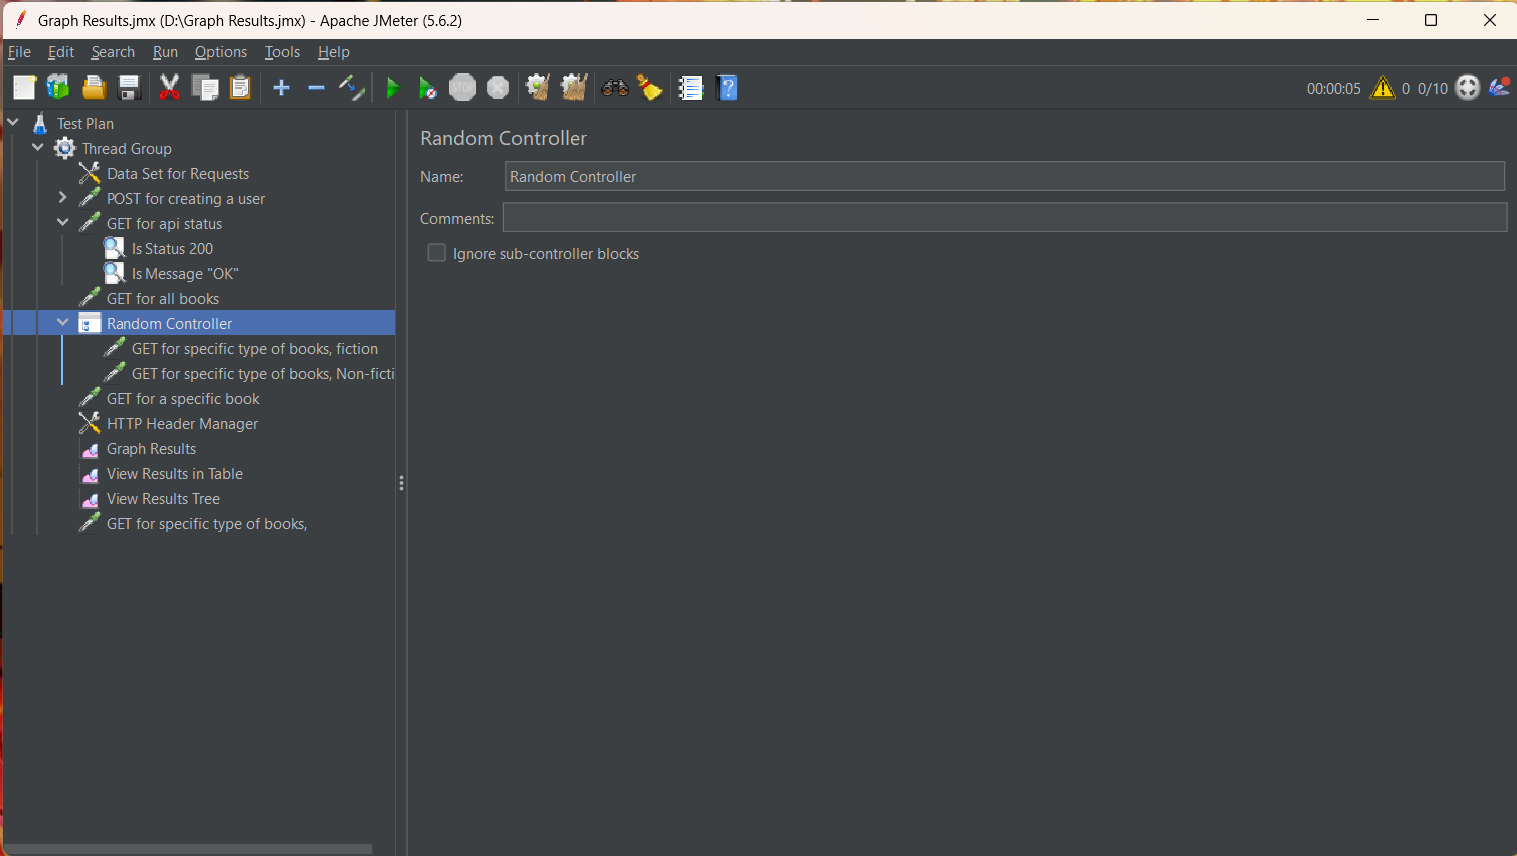 Graph Results.jmx (D:\Graph Results.jmx) - Apache JMeter (5.6.2)
File Edit Search Run Options Tools Help
STOP
00:00:05 0 0/10
Test Plan
Thread Group
Data Set for Requests
POST for creating a user
GET for api status
Is Status 200
Is Message "OK"
GET for all books
Random Controller
GET for specific type of books, fiction
GET for specific type of books, Non-ficti
GET for a specific book
HTTP Header Manager
Graph Results
View Results in Table
View Results Tree
GET for specific type of books,
Random Controller
Name: Random Controller
Comments:
Ignore sub-controller blocks